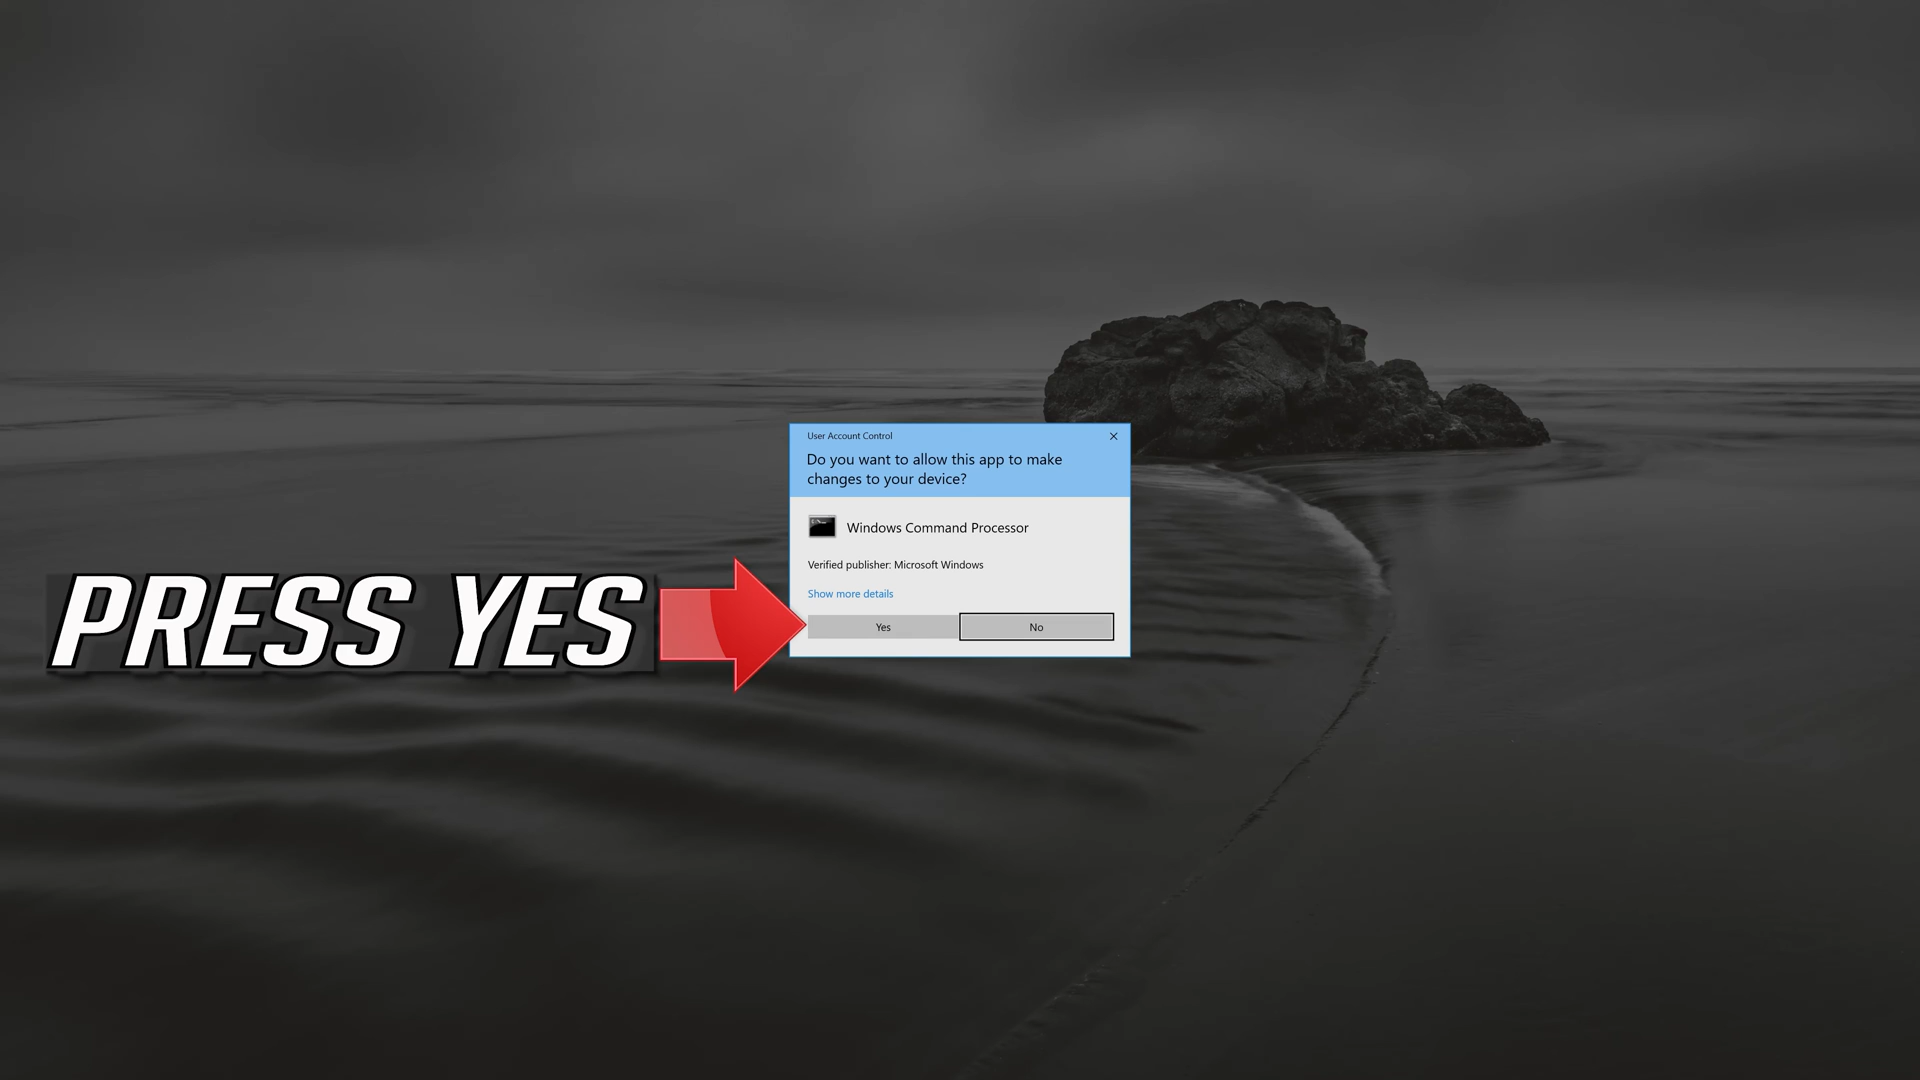 User Account Control
Do you want to allow this app to make
changes to your device?
Windows Command Processor
Verified publisher: Microsoft Windows
Show more details
PRESS YES
Yes
No